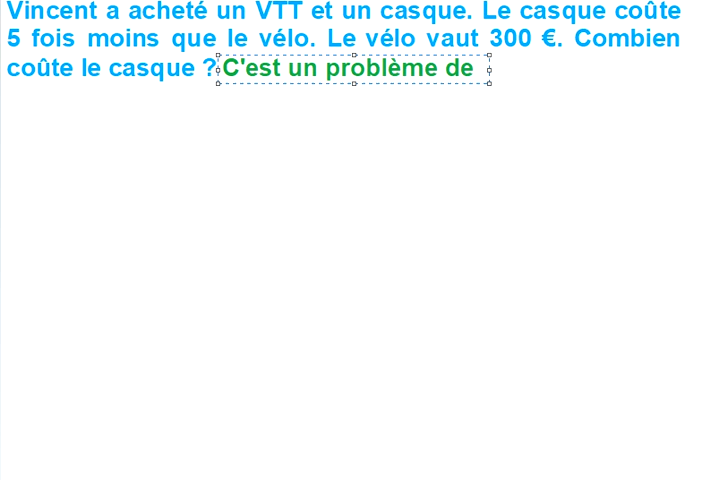 Vincent a acheté un VTT et un casque. Le casque coûte
5 fois moins que le vélo. Le vélo vaut 300 €. Combien
coûte le casque ? C'est un problème de